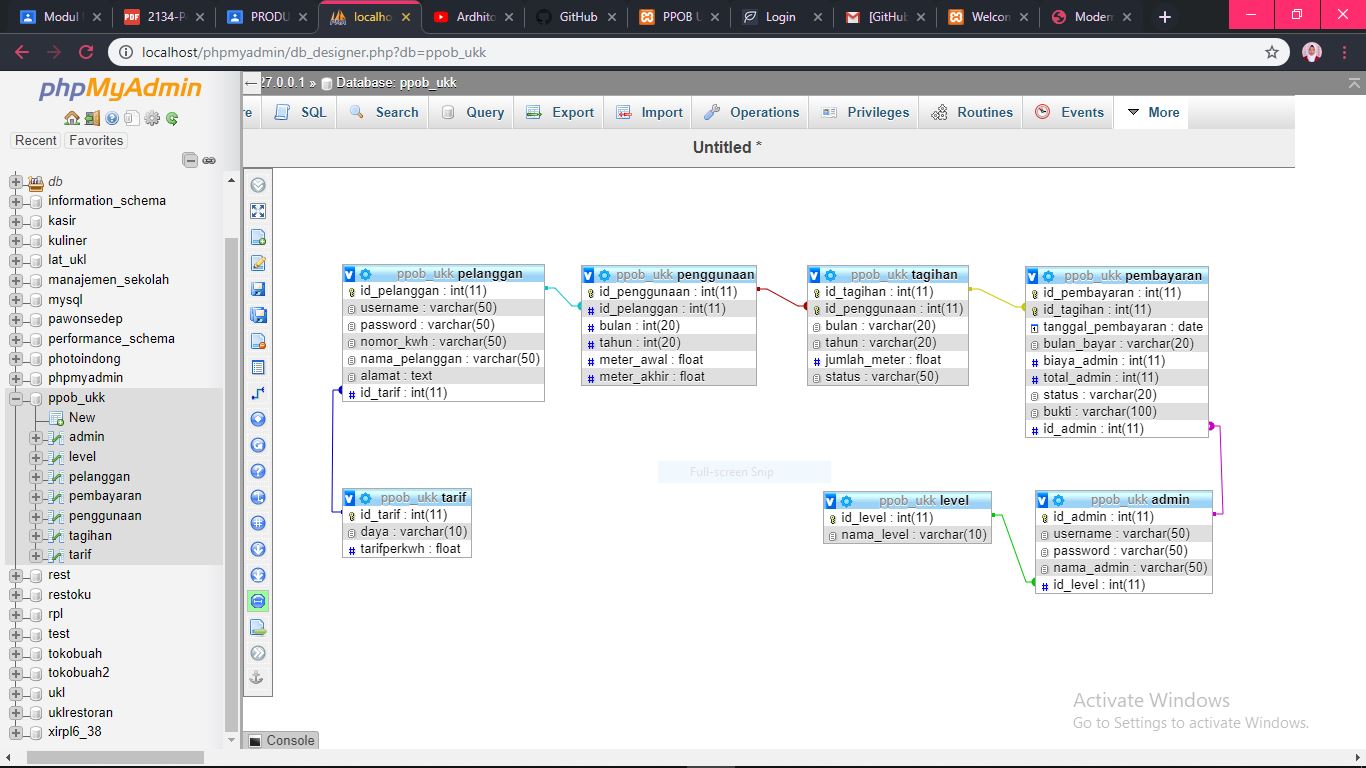 Modul
2134-P
PRODU
localho
Ardhito
GitHub
PPOB U
Login
[GitHub
Welcom
Modern
localhost/phpmyadmin/db_designer.php?db=ppob_ukk
phpMyAdmin
Recent
Favorites
db
information_schema
kasir
kuliner
lat_ukl
manajemen_sekolah
mysql
pawonsedep
performance_schema
photoindong
phpmyadmin
ppob_ukk
New
admin
level
pelanggan
pembayaran
penggunaan
tagihan
tarif
rest
restoku
rpl
test
tokobuah
tokobuah2
ukl
uklrestoran
xirpl6_38
27.0.0.1 » Database: ppob_ukk
re SQL Search Query Export Import Operations Privileges Routines Events More
Untitled *
ppob_ukk pelanggan
id_pelanggan : int(11)
username : varchar(50)
password : varchar(50)
nomor_kwh : varchar(50)
nama_pelanggan : varchar(50)
alamat : text
# id_tarif : int(11)
ppob_ukk penggunaan
id_penggunaan : int(11)
# id_pelanggan : int(11)
# bulan : int(20)
# tahun : int(20)
# meter_awal : float
# meter_akhir : float
ppob_ukk tagihan
id_tagihan : int(11)
id_penggunaan : int(11)
bulan : varchar(20)
tahun : varchar(20)
# jumlah_meter : float
status : varchar(50)
ppob_ukk pembayaran
id_pembayaran : int(11)
id_tagihan : int(11)
tanggal_pembayaran : date
bulan_bayar : varchar(20)
# biaya_admin : int(11)
# total_admin : int(11)
status : varchar(20)
bukti : varchar(100)
# id_admin : int(11)
Full-screen Snip
ppob_ukk tarif
id_tarif : int(11)
daya : varchar(10)
# tarifperkwh : float
ppob_ukk level
id_level : int(11)
nama_level : varchar(10)
ppob_ukk admin
id_admin : int(11)
username : varchar(50)
password : varchar(50)
nama_admin : varchar(50)
# id_level : int(11)
Activate Windows
Go to Settings to activate Windows.
Console